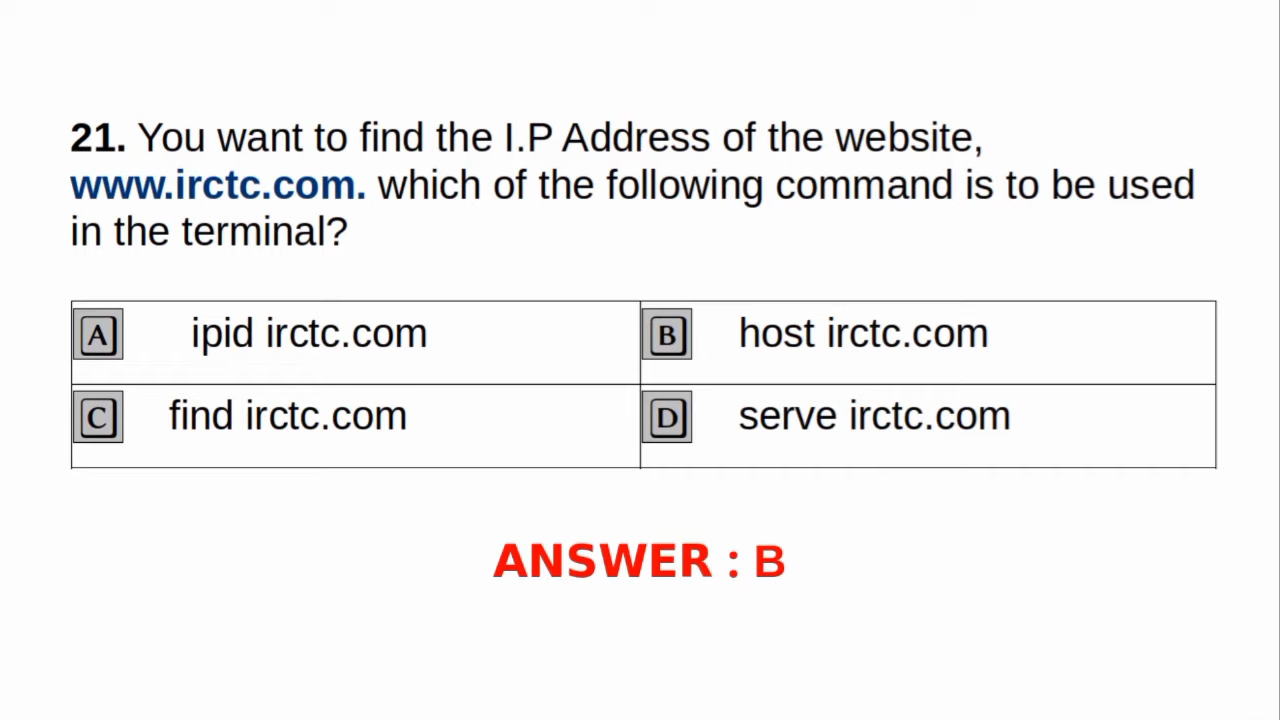 21. You want to find the I.P Address of the website,
www.irctc.com. which of the following command is to be used
in the terminal?
A ipid irctc.com
B host irctc.com
C find irctc.com
D serve irctc.com
ANSWER : B